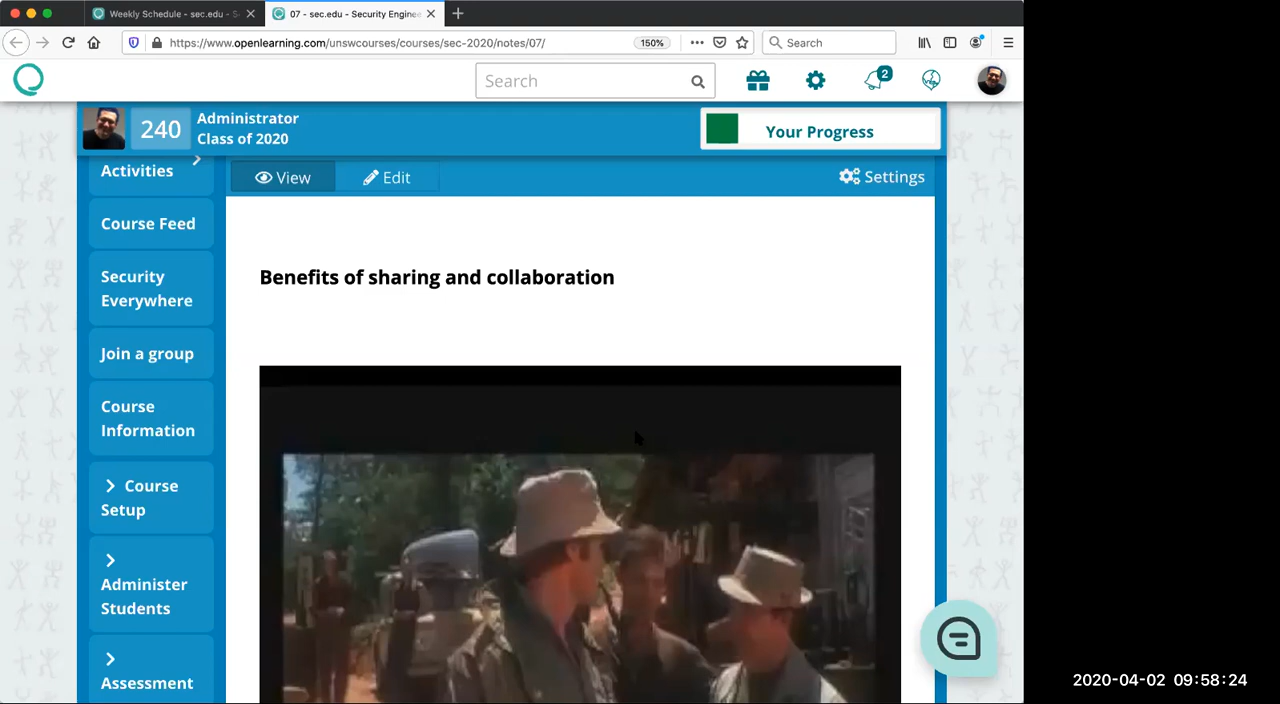 Weekly Schedule - sec.edu - S
07 - sec.edu - Security Enginee
https://www.openlearning.com/unswcourses/courses/sec-2020/notes/07/
150%
Search
Search
2
240
Administrator
Class of 2020
Your Progress
Activities
View
Edit
Settings
Course Feed
Security
Everywhere
Join a group
Course
Information
Course
Setup
Administer
Students
Assessment
Benefits of sharing and collaboration
2020-04-02 09:58:24